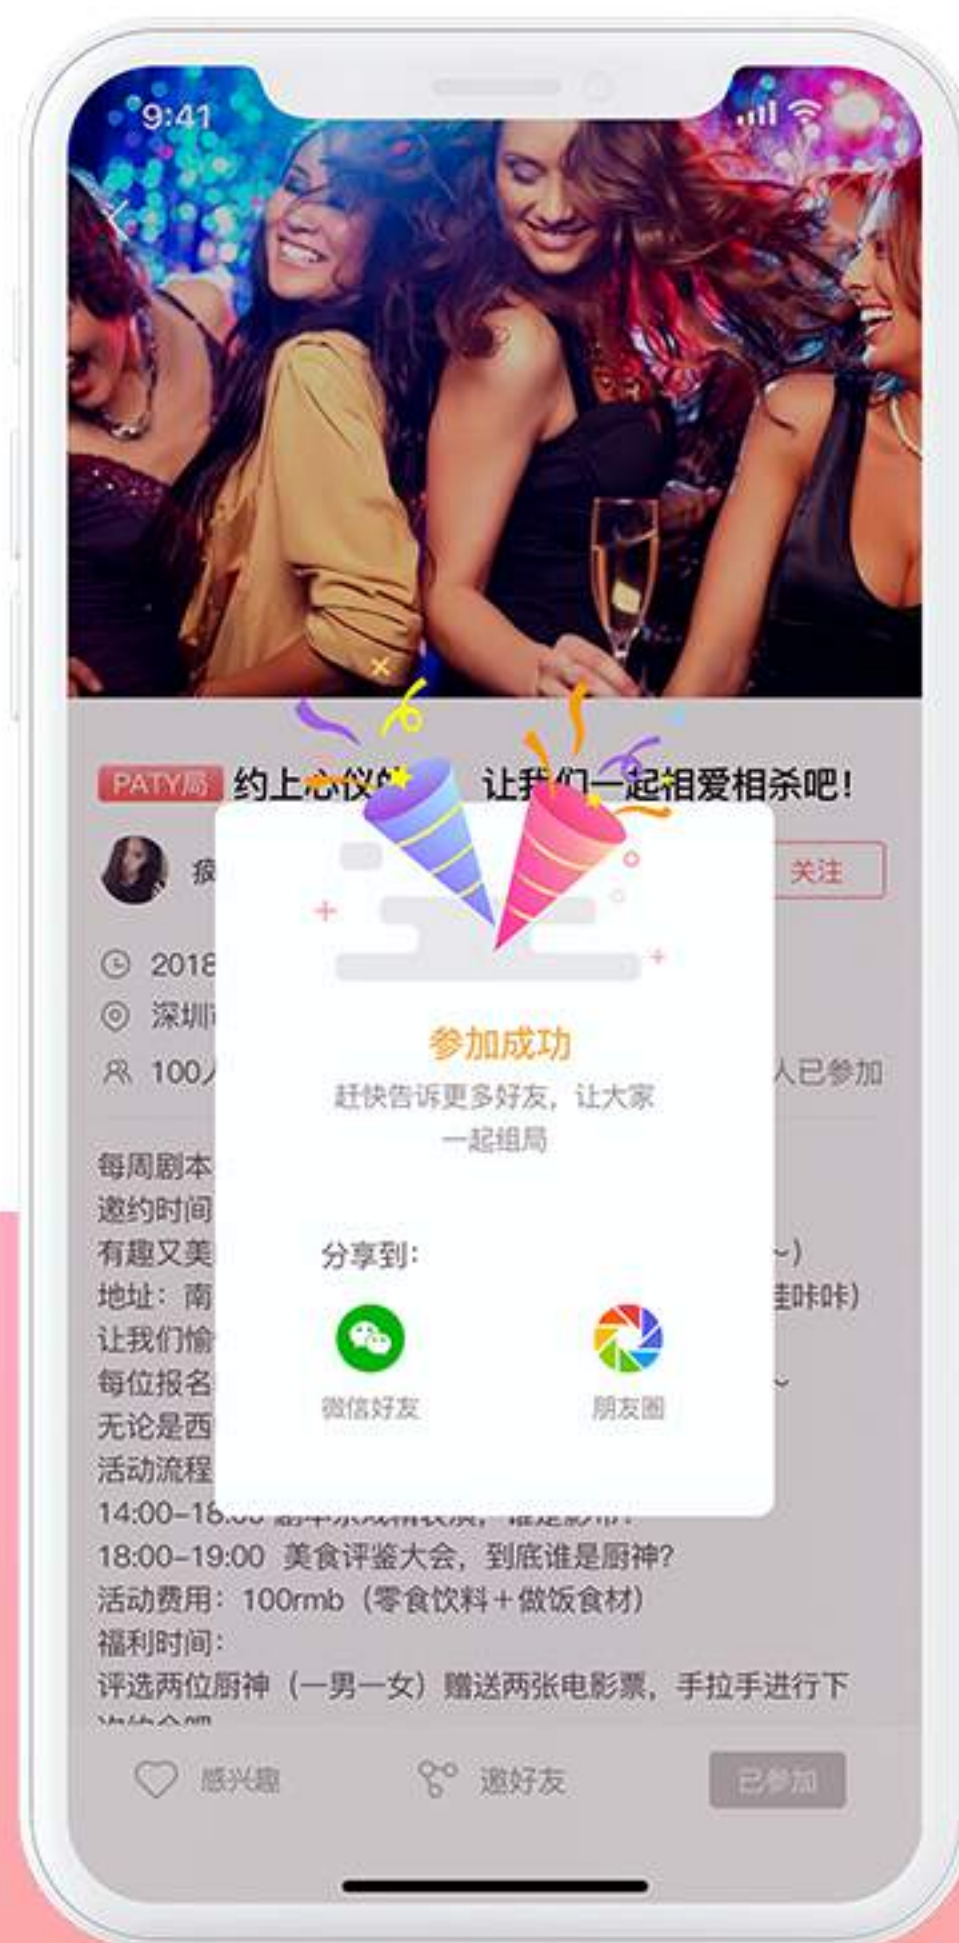 9:41
PATY局 约上心仪 让我们一起相爱相杀吧！
关注
2018
深圳
100人 人已参加
参加成功
赶快告诉更多好友，让大家
一起组局
每周剧本
邀约时间
有趣又美 ～）
地址：南 哇咔咔）
让我们愉
每位报名 ～
无论是西
活动流程
分享到：
微信好友 朋友圈
14:00-18:00
18:00-19:00 美食评鉴大会，到底谁是厨神？
活动费用：100rmb（零食饮料＋做饭食材）
福利时间：
评选两位厨神（一男一女）赠送两张电影票，手拉手进行下
感兴趣 邀好友 已参加